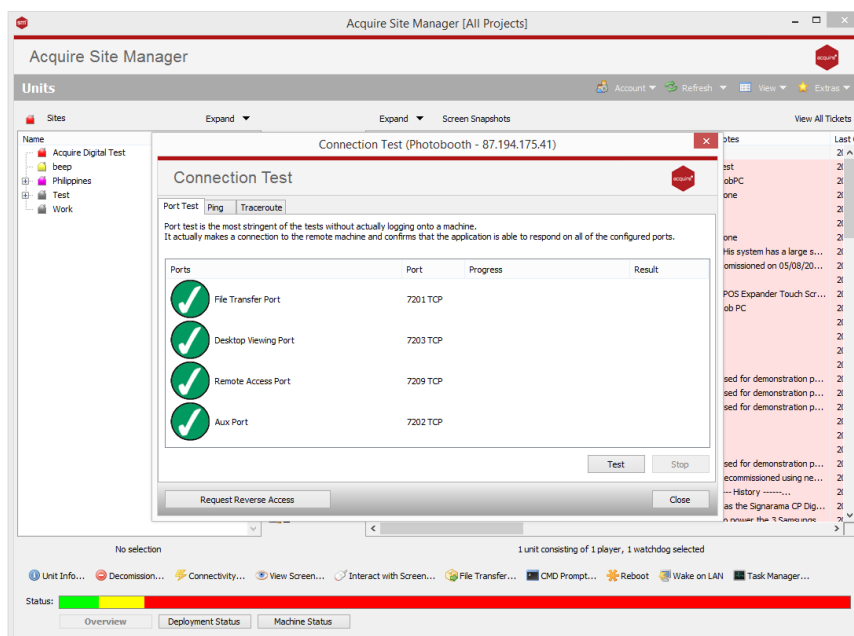 Acquire Site Manager [All Projects]
Acquire Site Manager
acquire
Units
Account
Refresh
View
Extras
Sites
Expand
Expand
Screen Snapshots
View All Tickets
Name
Acquire Digital Test
beep
Philippines
Test
Work
Connection Test (Photobooth - 87.194.175.41)
Connection Test
acquire
Port Test Ping Traceroute
Port test is the most stringent of the tests without actually logging onto a machine.
It actually makes a connection to the remote machine and confirms that the application is able to respond on all of the configured ports.
Ports Port Progress Result
File Transfer Port 7201 TCP
Desktop Viewing Port 7203 TCP
Remote Access Port 7209 TCP
Aux Port 7202 TCP
Test Stop
Request Reverse Access Close
otes Last
est
obPC
one
one
His system has a large s...
omissioned on 05/08/20...
POS Expander Touch Scr...
ob PC
sed for demonstration p...
sed for demonstration p...
sed for demonstration p...
sed for demonstration p...
ecommissioned using ne...
--- History ------...
as the Signarama CP Dig...
o power the 3 Samsungs
No selection
1 unit consisting of 1 player, 1 watchdog selected
Unit Info... Decomission... Connectivity... View Screen... Interact with Screen... File Transfer... CMD Prompt... Reboot Wake on LAN Task Manager...
Status:
Overview Deployment Status Machine Status